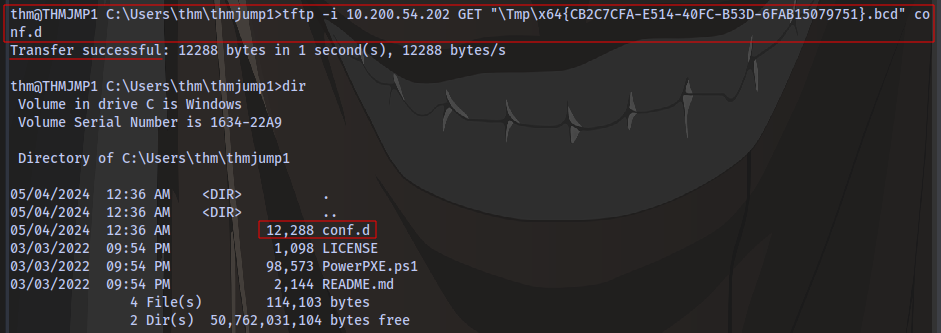 thm@THMJMP1 C:\Users\thm\thmjump1>tftp -i 10.200.54.202 GET "\Tmp\x64{CB2C7CFA-E514-40FC-B53D-6FAB15079751}.bcd" co
nf.d
Transfer successful: 12288 bytes in 1 second(s), 12288 bytes/s
thm@THMJMP1 C:\Users\thm\thmjump1>dir
 Volume in drive C is Windows
 Volume Serial Number is 1634-22A9
 Directory of C:\Users\thm\thmjump1
05/04/2024  12:36 AM    <DIR>          .
05/04/2024  12:36 AM    <DIR>          ..
05/04/2024  12:36 AM            12,288 conf.d
03/03/2022  09:54 PM             1,098 LICENSE
03/03/2022  09:54 PM            98,573 PowerPXE.ps1
03/03/2022  09:54 PM             2,144 README.md
               4 File(s)        114,103 bytes
               2 Dir(s)  50,762,031,104 bytes free